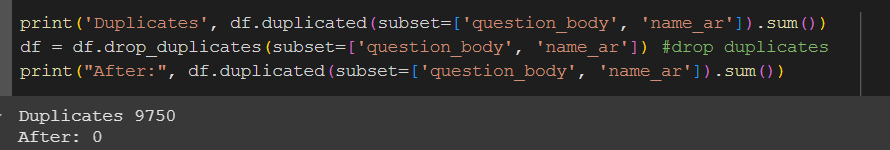 print('Duplicates', df.duplicated(subset=['question_body', 'name_ar']).sum())
df = df.drop_duplicates(subset=['question_body', 'name_ar']) #drop duplicates
print("After:", df.duplicated(subset=['question_body', 'name_ar']).sum())
Duplicates 9750
After: 0